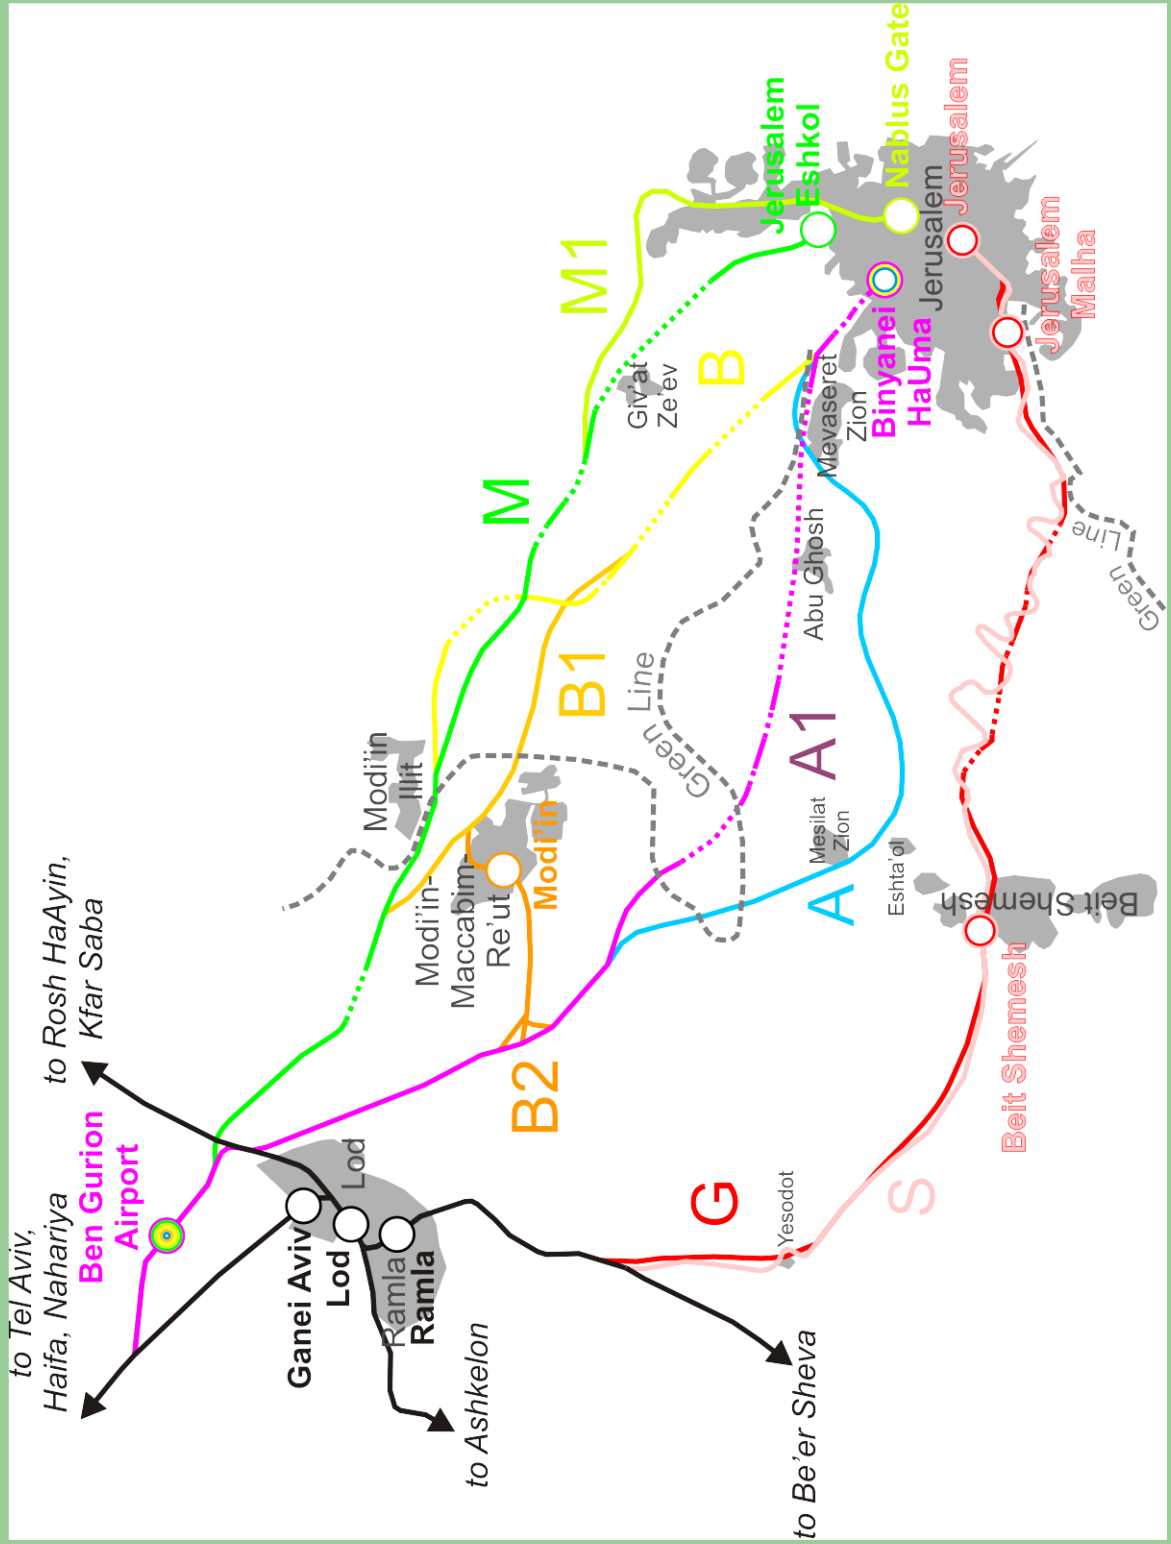 to Tel Aviv,
Haifa, Nahariya
to Rosh HaAyin,
Kfar Saba
Ben Gurion
Airport
Ganei Aviv
Lod
Lod
Ramla
Ramla
to Ashkelon
to Be'er Sheva
Modi'in
Illit
Modi'in-
Maccabim-
Re'ut
Modi'in
B2
B1
B
M
M1
Giv'at
Ze'ev
Green Line
A
A1
Abu Ghosh
Mevaseret
Zion
Mesilat
Zion
Eshta'ol
Jerusalem
Eshkol
Nablus Gate
Binyanei
HaUma
Jerusalem
Jerusalem
Jerusalem
Malha
Green Line
Beit Shemesh
Beit Shemesh
G
S
Yesodot